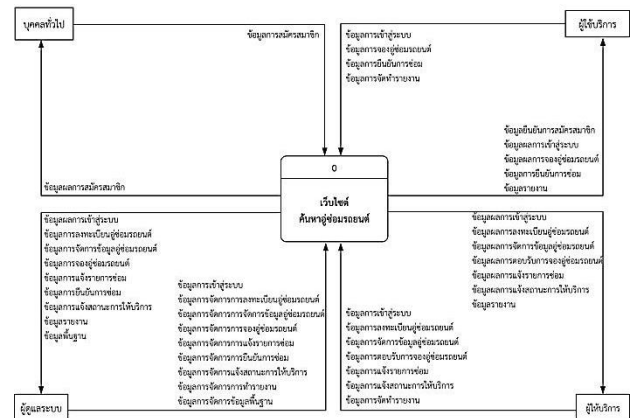 บุคคลทั่วไป
ข้อมูลการสมัครสมาชิก
ข้อมูลการเข้าสู่ระบบ
ข้อมูลการจองอู่ซ่อมรถยนต์
ข้อมูลการยืนยันการซ่อม
ข้อมูลการจัดทำรายงาน
ผู้ใช้บริการ
ข้อมูลยืนยันการสมัครสมาชิก
ข้อมูลผลการเข้าสู่ระบบ
ข้อมูลผลการจองอู่ซ่อมรถยนต์
ข้อมูลการยืนยันการซ่อม
ข้อมูลรายงาน
0
เว็บไซต์
ค้นหาอู่ซ่อมรถยนต์
ข้อมูลผลการสมัครสมาชิก
ข้อมูลผลการเข้าสู่ระบบ
ข้อมูลการลงทะเบียนอู่ซ่อมรถยนต์
ข้อมูลการจัดการข้อมูลอู่ซ่อมรถยนต์
ข้อมูลการจองอู่ซ่อมรถยนต์
ข้อมูลการแจ้งรายการซ่อม
ข้อมูลการยืนยันการซ่อม
ข้อมูลการแจ้งสถานะการให้บริการ
ข้อมูลรายงาน
ข้อมูลพื้นฐาน
ข้อมูลการเข้าสู่ระบบ
ข้อมูลการจัดการการลงทะเบียนอู่ซ่อมรถยนต์
ข้อมูลการจัดการการจัดการข้อมูลอู่ซ่อมรถยนต์
ข้อมูลการจัดการการจองอู่ซ่อมรถยนต์
ข้อมูลการจัดการการแจ้งรายการซ่อม
ข้อมูลการจัดการการยืนยันการซ่อม
ข้อมูลการจัดการแจ้งสถานะการให้บริการ
ข้อมูลการจัดการการทำรายงาน
ข้อมูลการจัดการข้อมูลพื้นฐาน
ผู้ดูแลระบบ
ข้อมูลการเข้าสู่ระบบ
ข้อมูลการลงทะเบียนอู่ซ่อมรถยนต์
ข้อมูลการจัดการข้อมูลอู่ซ่อมรถยนต์
ข้อมูลการตอบรับการจองอู่ซ่อมรถยนต์
ข้อมูลการแจ้งรายการซ่อม
ข้อมูลการแจ้งสถานะการให้บริการ
ข้อมูลการจัดทำรายงาน
ข้อมูลผลการเข้าสู่ระบบ
ข้อมูลผลการลงทะเบียนอู่ซ่อมรถยนต์
ข้อมูลผลการจัดการข้อมูลอู่ซ่อมรถยนต์
ข้อมูลผลการตอบรับการจองอู่ซ่อมรถยนต์
ข้อมูลผลการแจ้งรายการซ่อม
ข้อมูลผลการแจ้งสถานะการให้บริการ
ข้อมูลรายงาน
ผู้ให้บริการ